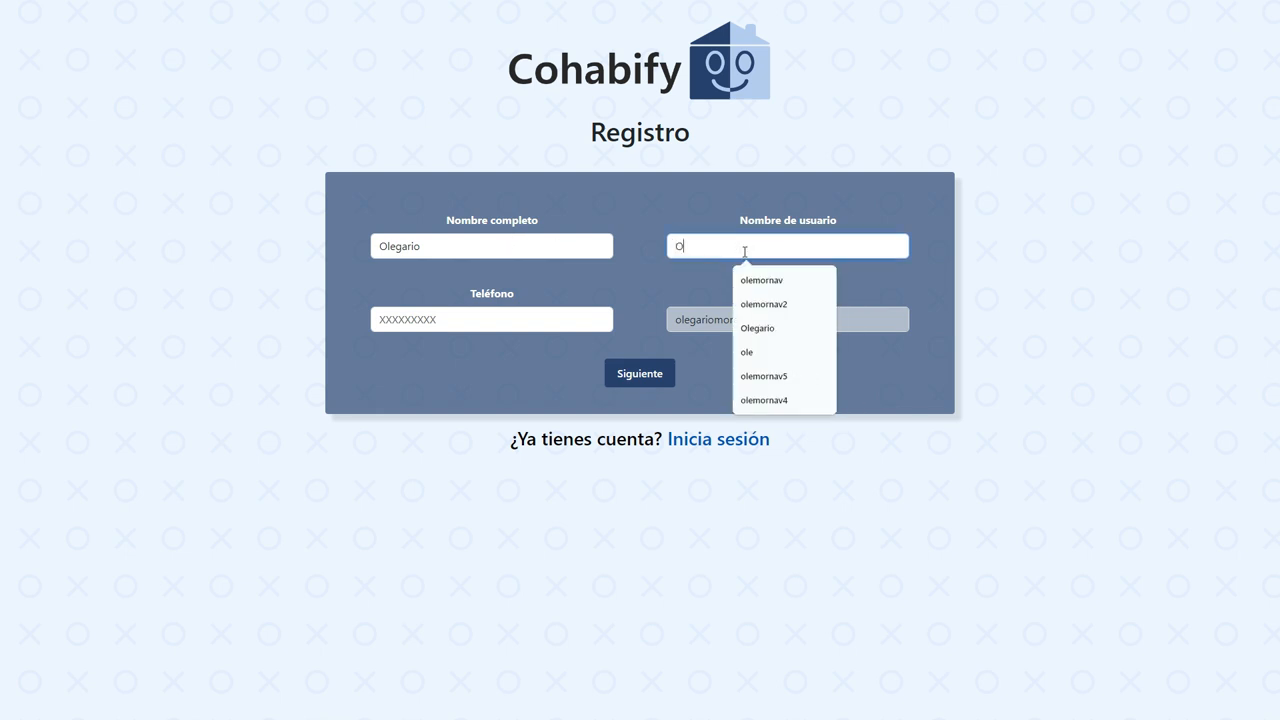 Cohabify
Registro
Nombre completo
Nombre de usuario
Olegario
O
olemornav
olemornav2
Olegario
ole
olemornav5
olemornav4
Teléfono
XXXXXXXXX
olegariomor
Siguiente
¿Ya tienes cuenta? Inicia sesión